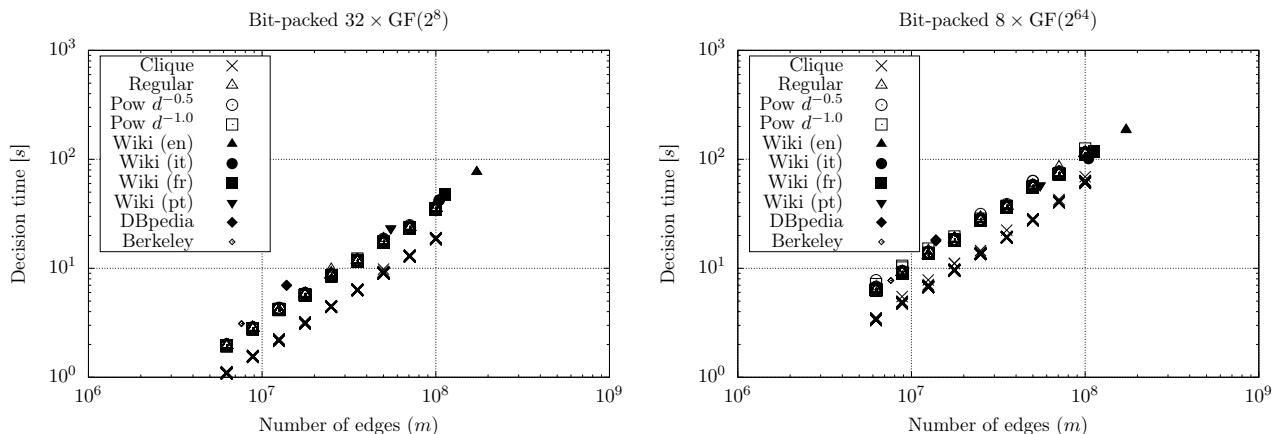 Bit-packed 32 × GF(2^8)
10^3
10^2
10^1
10^0
Decision time [s]
Clique
Regular
Pow d^−0.5
Pow d^−1.0
Wiki (en)
Wiki (it)
Wiki (fr)
Wiki (pt)
DBpedia
Berkeley
10^6
10^7
10^8
10^9
Number of edges (m)
Bit-packed 8 × GF(2^64)
10^3
10^2
10^1
10^0
Decision time [s]
Clique
Regular
Pow d^−0.5
Pow d^−1.0
Wiki (en)
Wiki (it)
Wiki (fr)
Wiki (pt)
DBpedia
Berkeley
10^6
10^7
10^8
10^9
Number of edges (m)